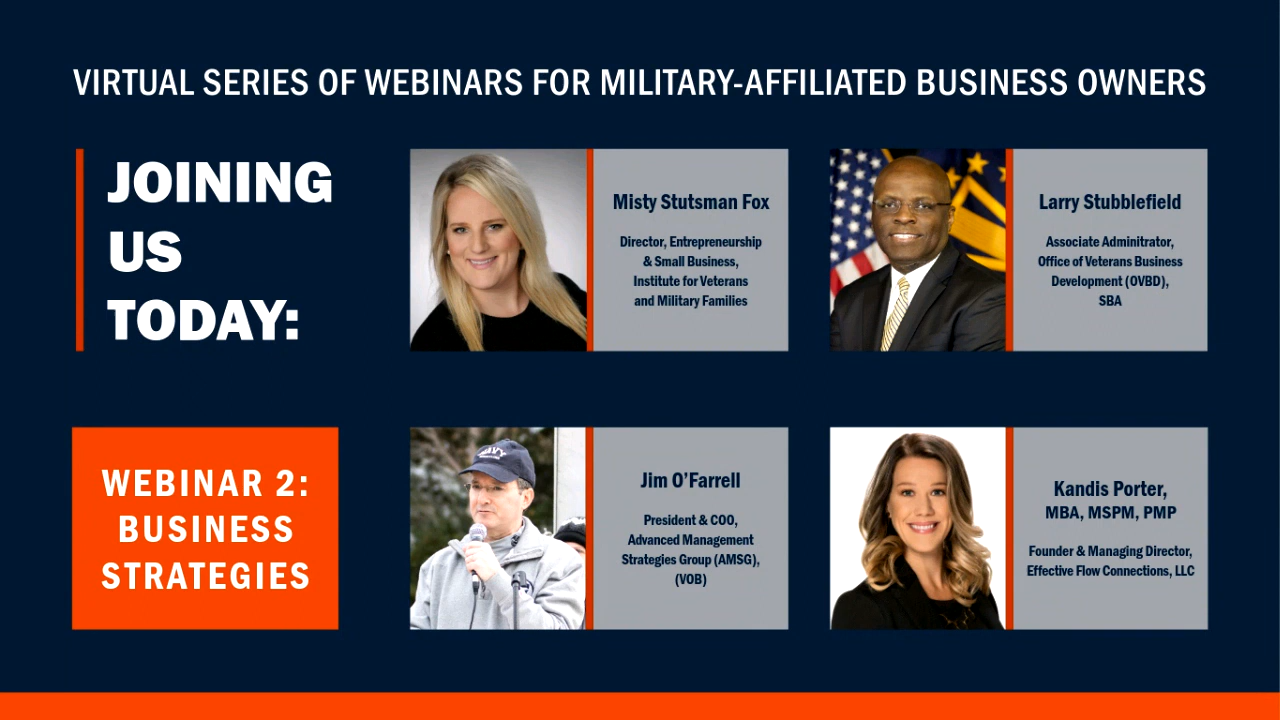 VIRTUAL SERIES OF WEBINARS FOR MILITARY-AFFILIATED BUSINESS OWNERS
JOINING
US
TODAY:
Misty Stutsman Fox
Director, Entrepreneurship
& Small Business,
Institute for Veterans
and Military Families
Larry Stubblefield
Associate Adminitrator,
Office of Veterans Business
Development (OVBD),
SBA
WEBINAR 2:
BUSINESS
STRATEGIES
NAVY
Jim O'Farrell
President & COO,
Advanced Management
Strategies Group (AMSG),
(VOB)
Kandis Porter,
MBA, MSPM, PMP
Founder & Managing Director,
Effective Flow Connections, LLC